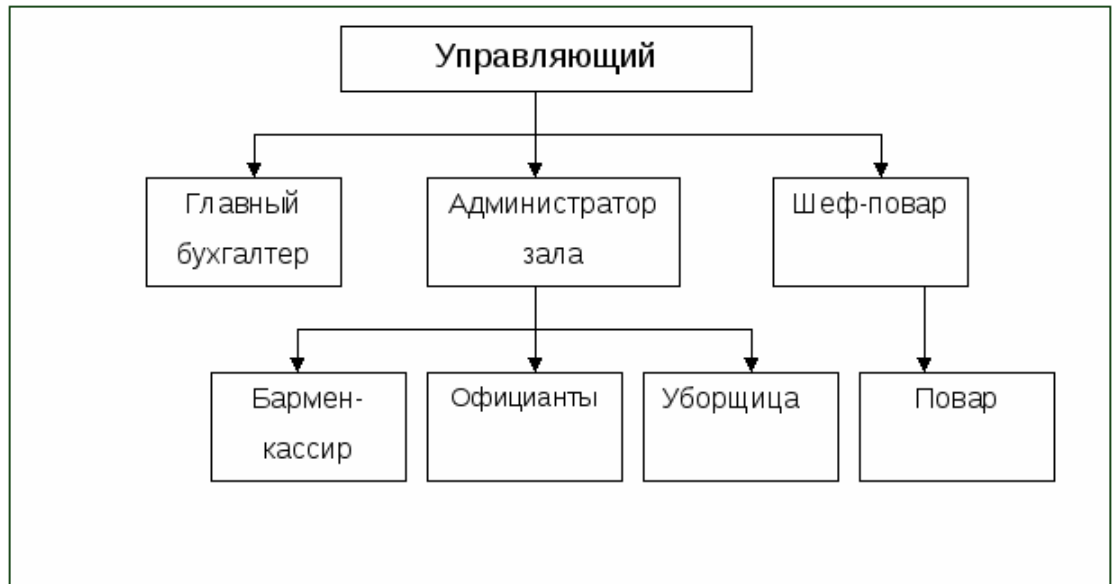 Управляющий
Главный
бухгалтер
Администратор
зала
Шеф-повар
Бармен-
кассир
Официанты
Уборщица
Повар